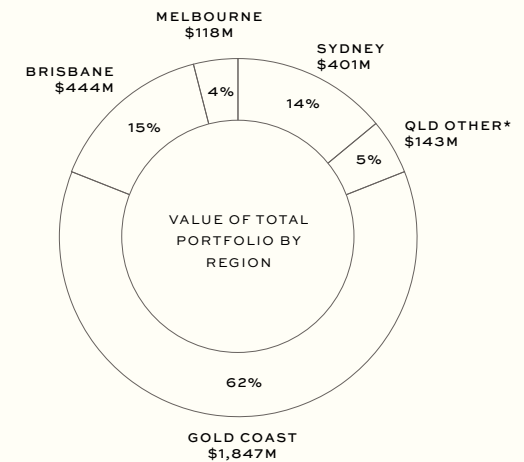 MELBOURNE
$118M
SYDNEY
$401M
BRISBANE
$444M
4%
14%
15%
QLD OTHER*
$143M
5%
VALUE OF TOTAL
PORTFOLIO BY
REGION
62%
GOLD COAST
$1,847M